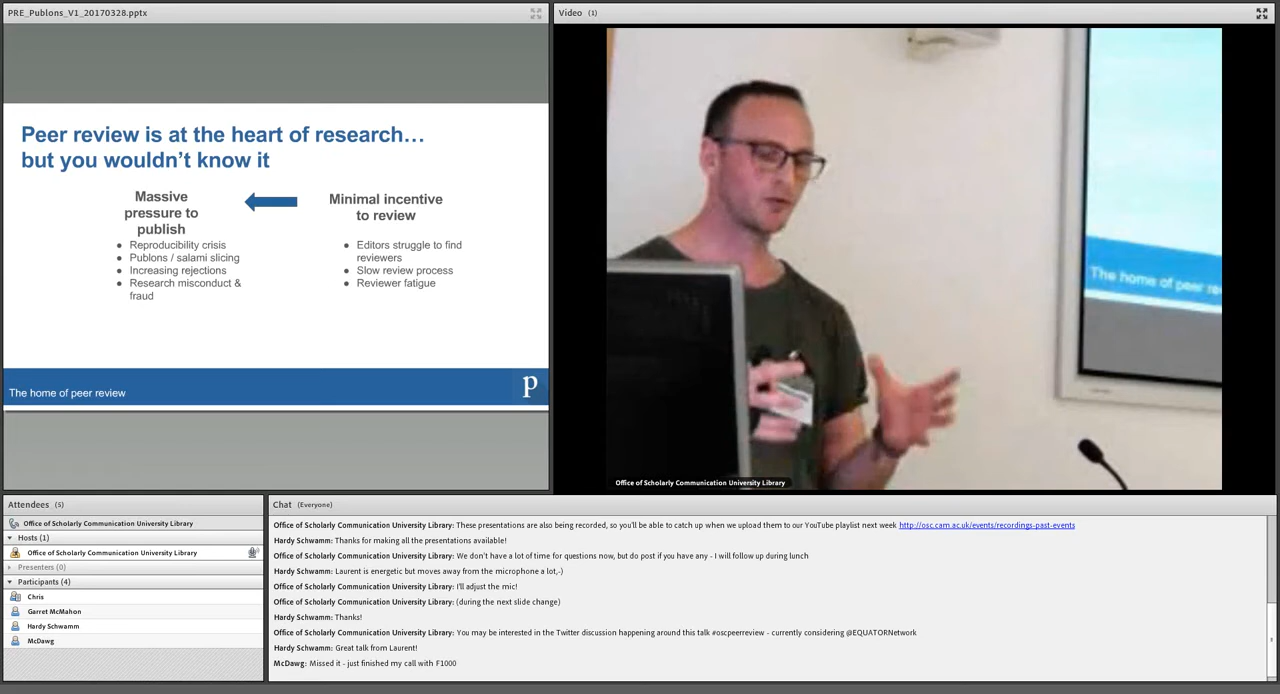 PRE_Publons_V1_20170328.pptx
Peer review is at the heart of research…
but you wouldn't know it
Massive
pressure to
publish
● Reproducibility crisis
● Publons / salami slicing
● Increasing rejections
● Research misconduct &
fraud
Minimal incentive
to review
● Editors struggle to find
reviewers
● Slow review process
● Reviewer fatigue
The home of peer review
p
Video (1)
The home of peer re
Office of Scholarly Communication University Library
Attendees (5)
Office of Scholarly Communication University Library
Hosts (1)
Office of Scholarly Communication University Library
Presenters (0)
Participants (4)
Chris
Garret McMahon
Hardy Schwamm
McDawg
Chat (Everyone)
Office of Scholarly Communication University Library: These presentations are also being recorded, so you'll be able to catch up when we upload them to our YouTube playlist next week http://osc.cam.ac.uk/events/recordings-past-events
Hardy Schwamm: Thanks for making all the presentations available!
Office of Scholarly Communication University Library: We don't have a lot of time for questions now, but do post if you have any - I will follow up during lunch
Hardy Schwamm: Laurent is energetic but moves away from the microphone a lot,-)
Office of Scholarly Communication University Library: I'll adjust the mic!
Office of Scholarly Communication University Library: (during the next slide change)
Hardy Schwamm: Thanks!
Office of Scholarly Communication University Library: You may be interested in the Twitter discussion happening around this talk #oscpeerreview - currently considering @EQUATORNetwork
Hardy Schwamm: Great talk from Laurent!
McDawg: Missed it - just finished my call with F1000